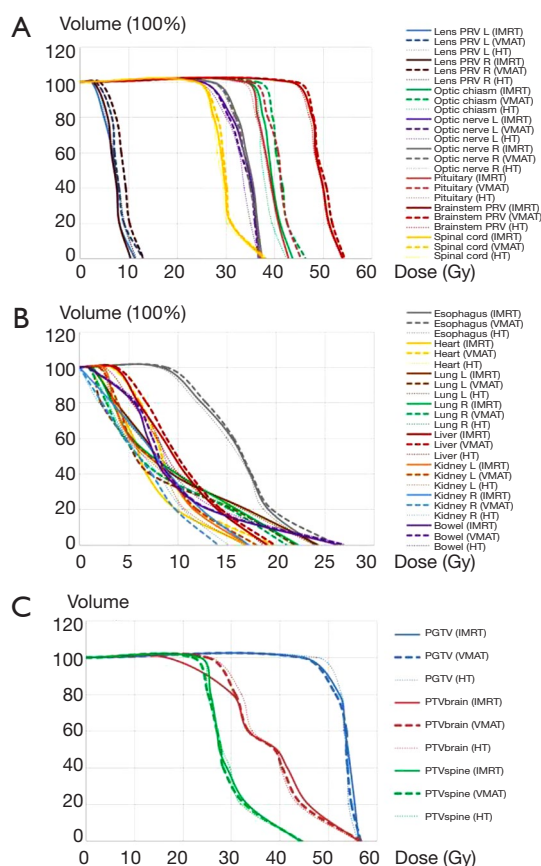 A
Volume (100%)
120
100
80
60
40
20
0
0 10 20 30 40 50 60 Dose (Gy)
Lens PRV L (IMRT)
Lens PRV L (VMAT)
Lens PRV L (HT)
Lens PRV R (IMRT)
Lens PRV R (VMAT)
Lens PRV R (HT)
Optic chiasm (IMRT)
Optic chiasm (VMAT)
Optic chiasm (HT)
Optic nerve L (IMRT)
Optic nerve L (VMAT)
Optic nerve L (HT)
Optic nerve R (IMRT)
Optic nerve R (VMAT)
Optic nerve R (HT)
Pituitary (IMRT)
Pituitary (VMAT)
Pituitary (HT)
Brainstem PRV (IMRT)
Brainstem PRV (VMAT)
Brainstem PRV (HT)
Spinal cord (IMRT)
Spinal cord (VMAT)
Spinal cord (HT)
B
Volume (100%)
120
100
80
60
40
20
0
0 5 10 15 20 25 30
Dose (Gy)
Esophagus (IMRT)
Esophagus (VMAT)
Esophagus (HT)
Heart (IMRT)
Heart (VMAT)
Heart (HT)
Lung L (IMRT)
Lung L (VMAT)
Lung L (HT)
Lung R (IMRT)
Lung R (VMAT)
Lung R (HT)
Liver (IMRT)
Liver (VMAT)
Liver (HT)
Kidney L (IMRT)
Kidney L (VMAT)
Kidney L (HT)
Kidney R (IMRT)
Kidney R (VMAT)
Kidney R (HT)
Bowel (IMRT)
Bowel (VMAT)
Bowel (HT)
C
Volume
120
100
80
60
40
20
0
0 10 20 30 40 50 60
Dose (Gy)
PGTV (IMRT)
PGTV (VMAT)
PGTV (HT)
PTVbrain (IMRT)
PTVbrain (VMAT)
PTVbrain (HT)
PTVspine (IMRT)
PTVspine (VMAT)
PTVspine (HT)